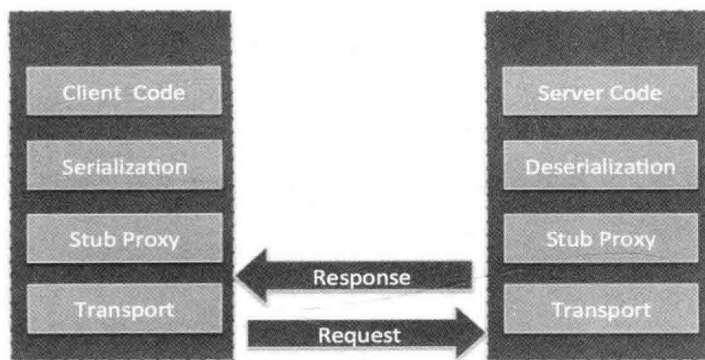 Client Code
Serialization
Stub Proxy
Transport
Response
Request
Server Code
Deserialization
Stub Proxy
Transport